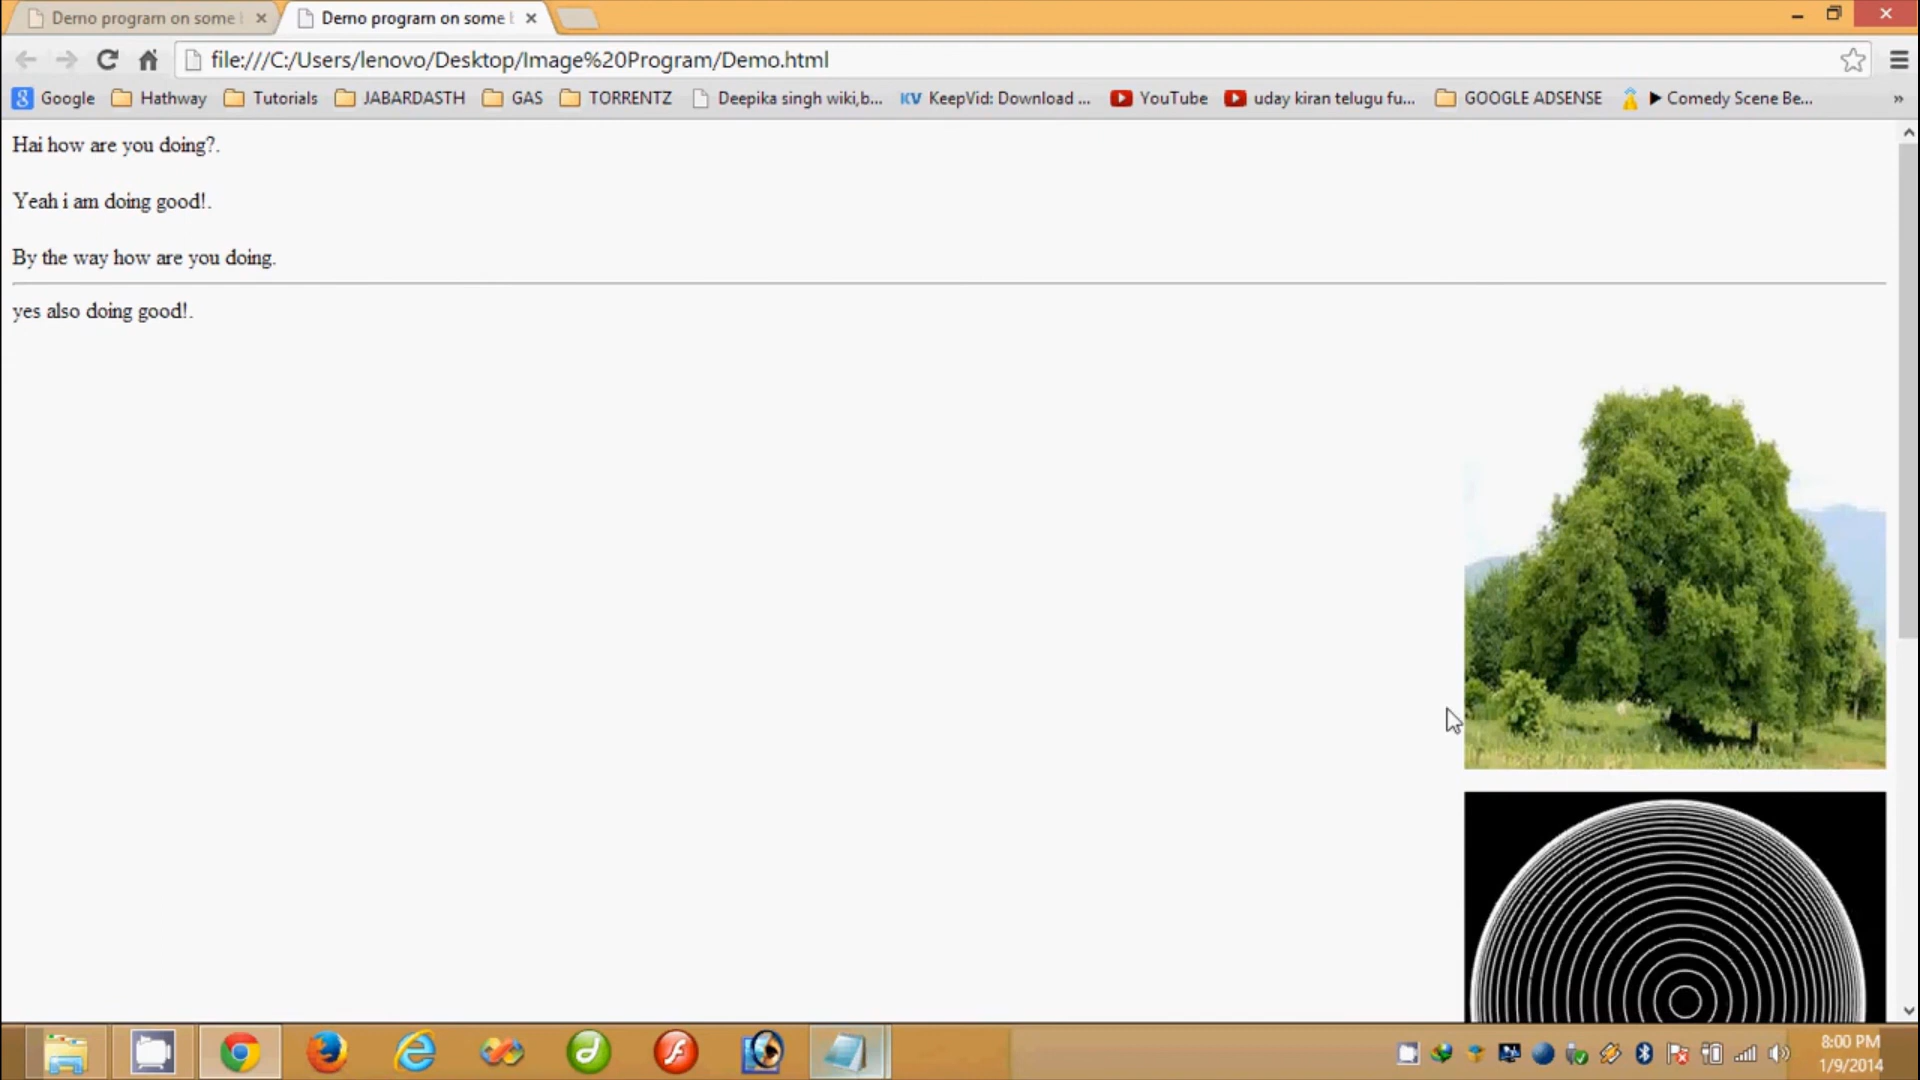 Demo program on some
Demo program on some
file:///C:/Users/lenovo/Desktop/Image%20Program/Demo.html
Google Hathway Tutorials JABARDASTH GAS TORRENTZ Deepika singh wiki,b... KV KeepVid: Download ... YouTube uday kiran telugu fu... GOOGLE ADSENSE ▶ Comedy Scene Be... »
Hai how are you doing?.
Yeah i am doing good!.
By the way how are you doing.
yes also doing good!.
8:00 PM
1/9/2014